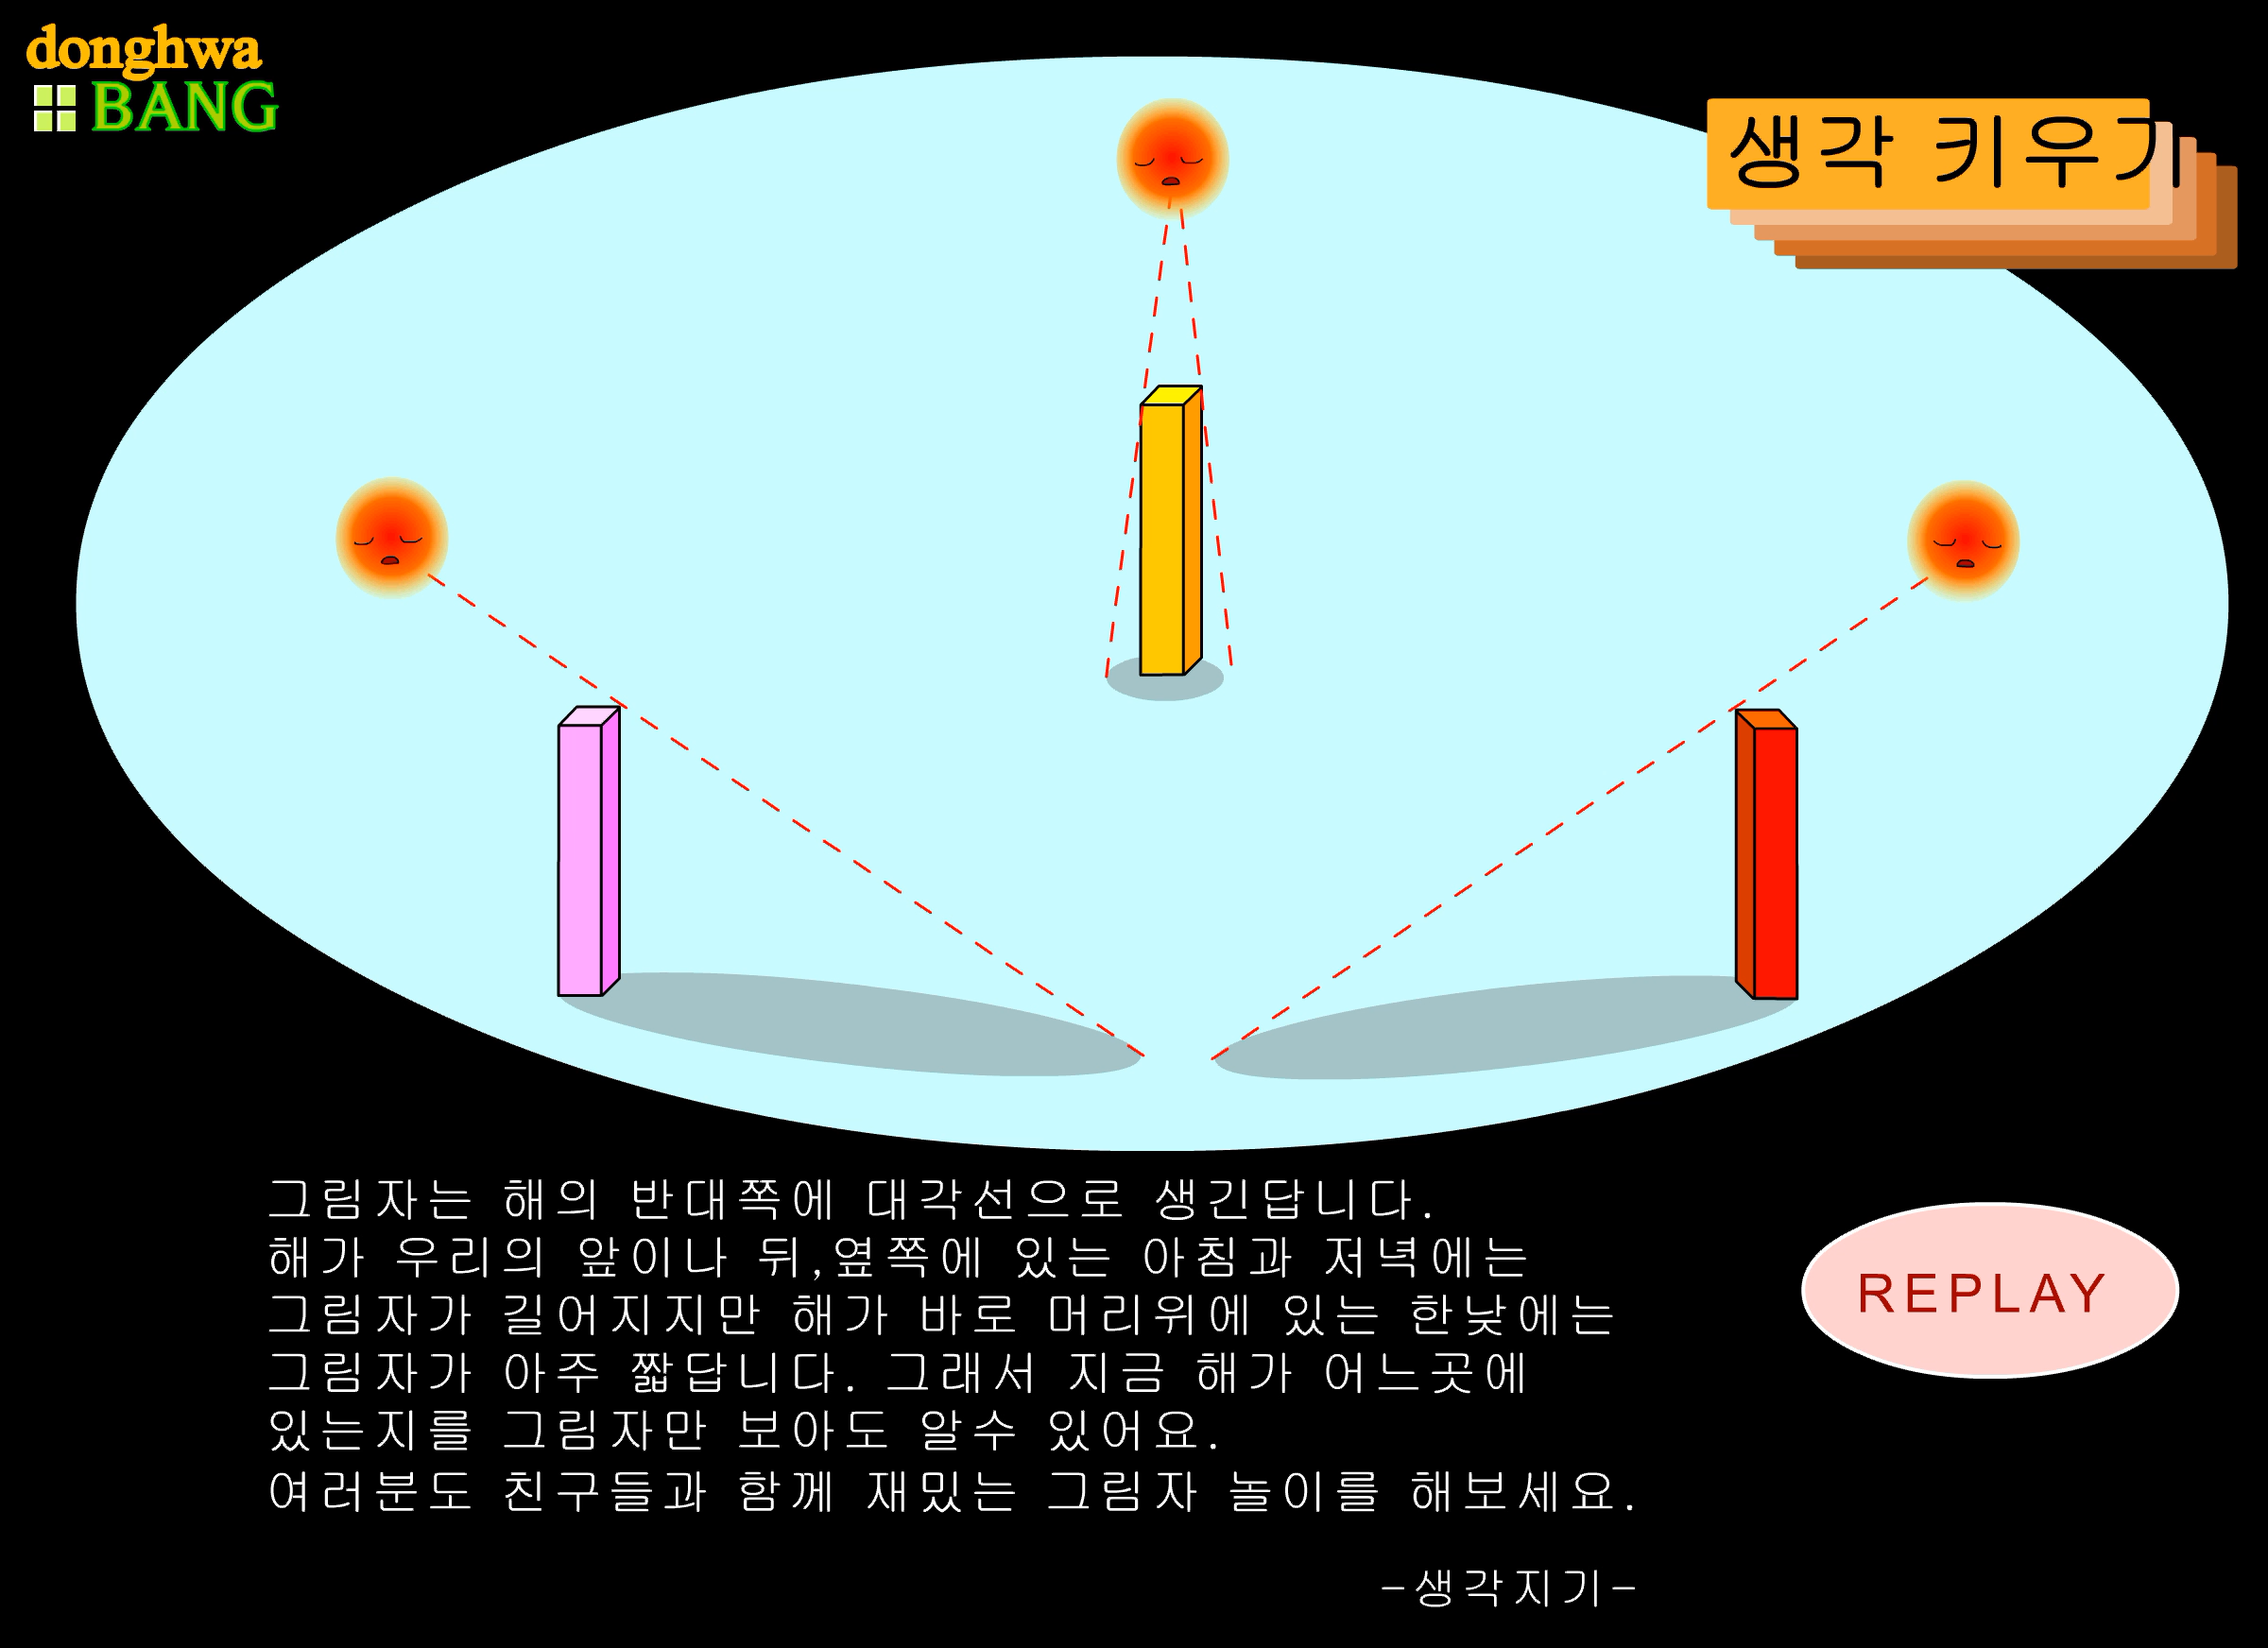 donghwa
BANG
생각 키우기
그림자는 해의 반대쪽에 대각선으로 생긴답니다.
해가 우리의 앞이나 뒤,옆쪽에 있는 아침과 저녁에는
그림자가 길어지지만 해가 바로 머리위에 있는 한낮에는
그림자가 아주 짧답니다. 그래서 지금 해가 어느곳에
있는지를 그림자만 보아도 알수 있어요.
여러분도 친구들과 함께 재밌는 그림자 놀이를 해보세요.
-생각지기-
REPLAY